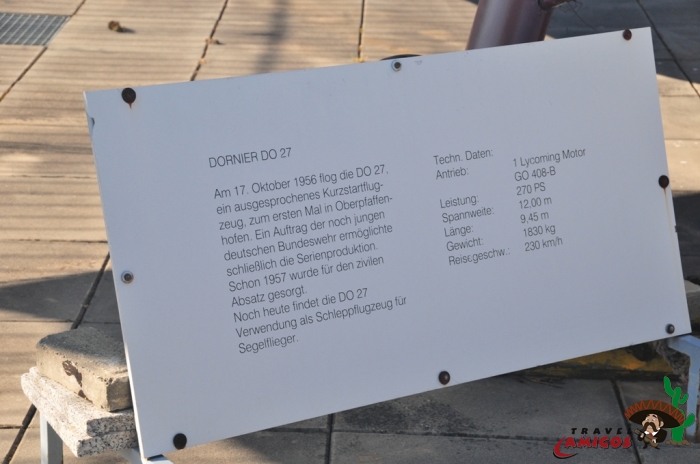 DORNIER DO 27
Am 17. Oktober 1956 flog die DO 27,
ein ausgesprochenes Kurzstartflug-
zeug, zum ersten Mal in Oberpfaffen-
hofen. Ein Auftrag der noch jungen
deutschen Bundeswehr ermöglichte
schließlich die Serienproduktion.
Schon 1957 wurde für den zivilen
Absatz gesorgt.
Noch heute findet die DO 27
Verwendung als Schleppflugzeug für
Segelflieger.
Techn. Daten:
Antrieb: 1 Lycoming Motor
GO 408-B
Leistung: 270 PS
Spannweite: 12,00 m
Länge: 9,45 m
Gewicht: 1830 kg
Reisegeschw.: 230 km/h
TRAVEL
AMIGOS